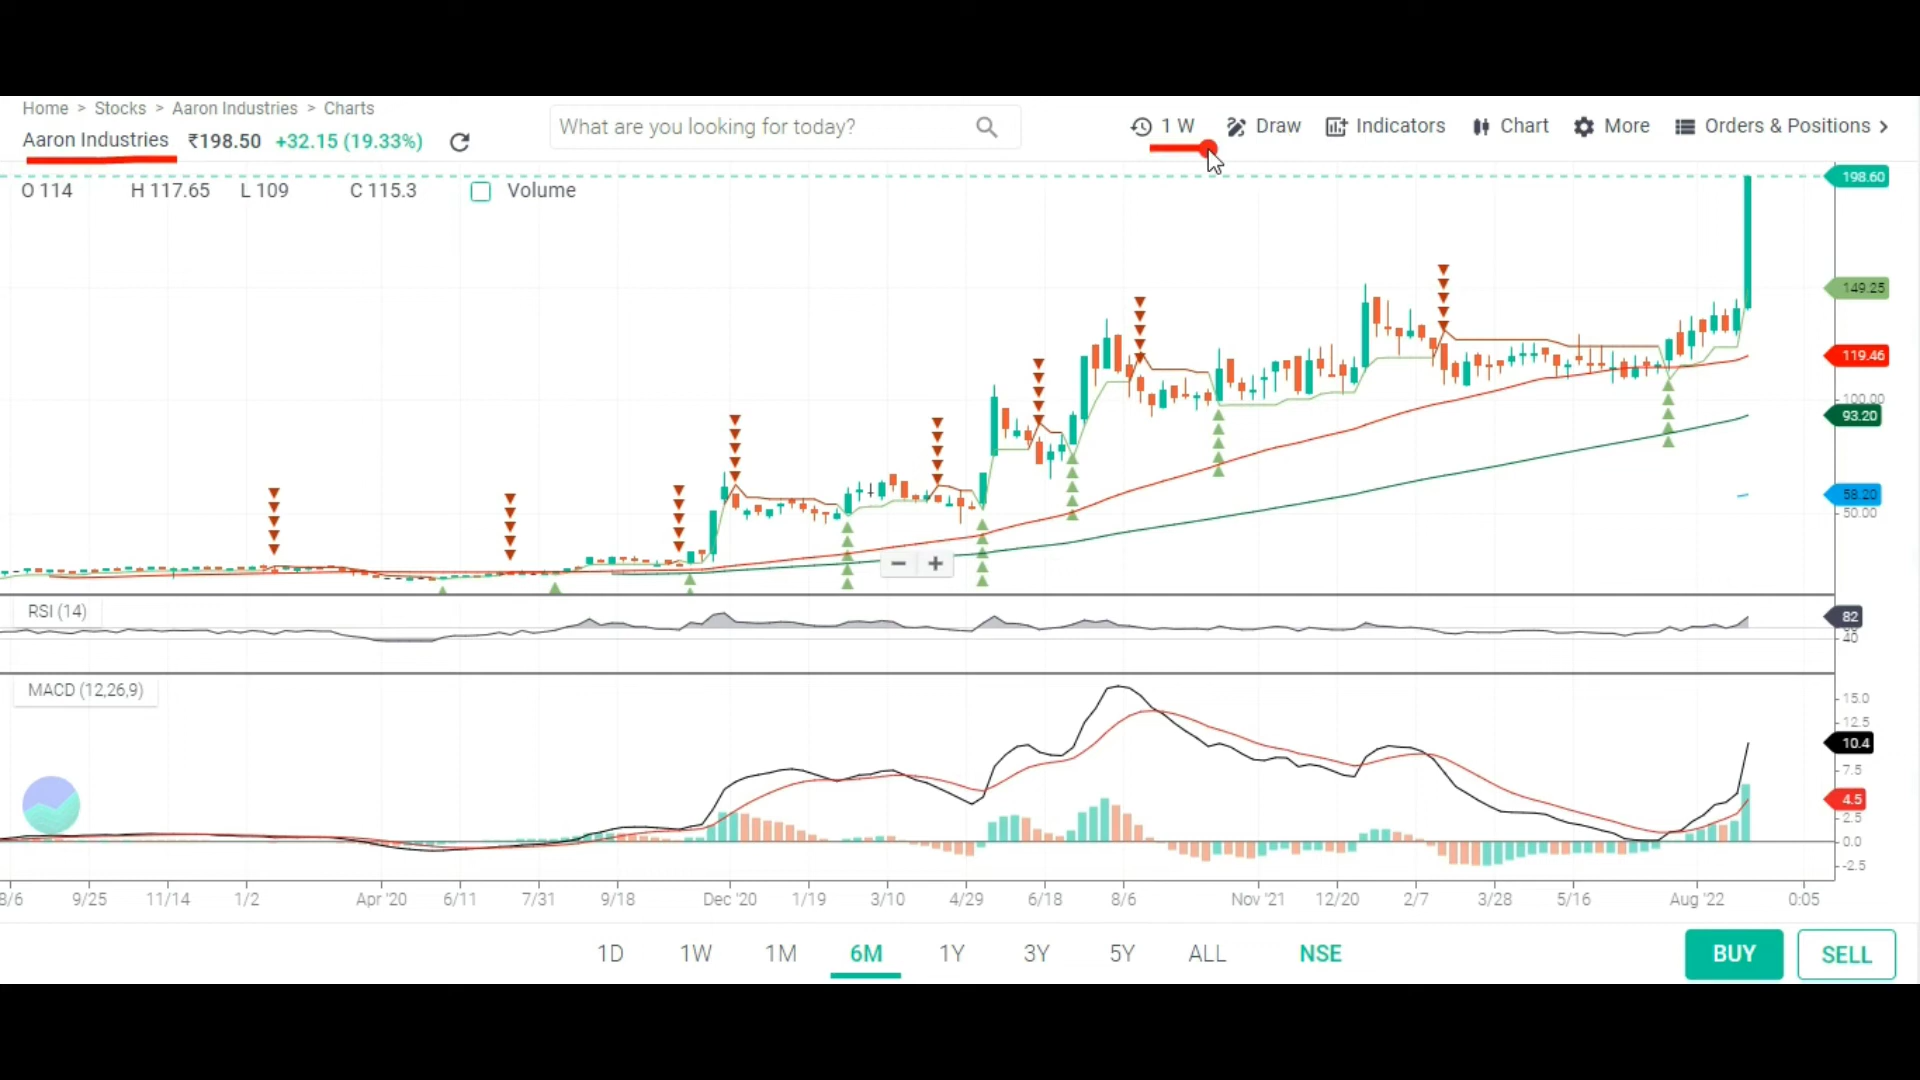 Home > Stocks > Aaron Industries > Charts
Aaron Industries ₹198.50 +32.15 (19.33%)
What are you looking for today?
1 W Draw Indicators Chart More Orders & Positions >
O 114 H 117.65 L 109 C 115.3 Volume
198.60
149.25
119.46
100.00
93.20
58.20
50.00
RSI (14)
82
40
MACD (12,26,9)
15.0
12.5
10.4
7.5
4.5
2.5
0.0
-2.5
8/6 9/25 11/14 1/2 Apr '20 6/11 7/31 9/18 Dec '20 1/19 3/10 4/29 6/18 8/6 Nov '21 12/20 2/7 3/28 5/16 Aug '22 0:05
1D 1W 1M 6M 1Y 3Y 5Y ALL NSE BUY SELL